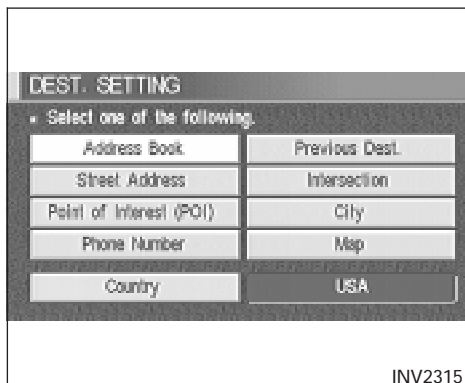 DEST. SETTING
Select one of the following.
Address Book Previous Dest.
Street Address Intersection
Point of Interest (POI) City
Phone Number Map
Country USA
INV2315